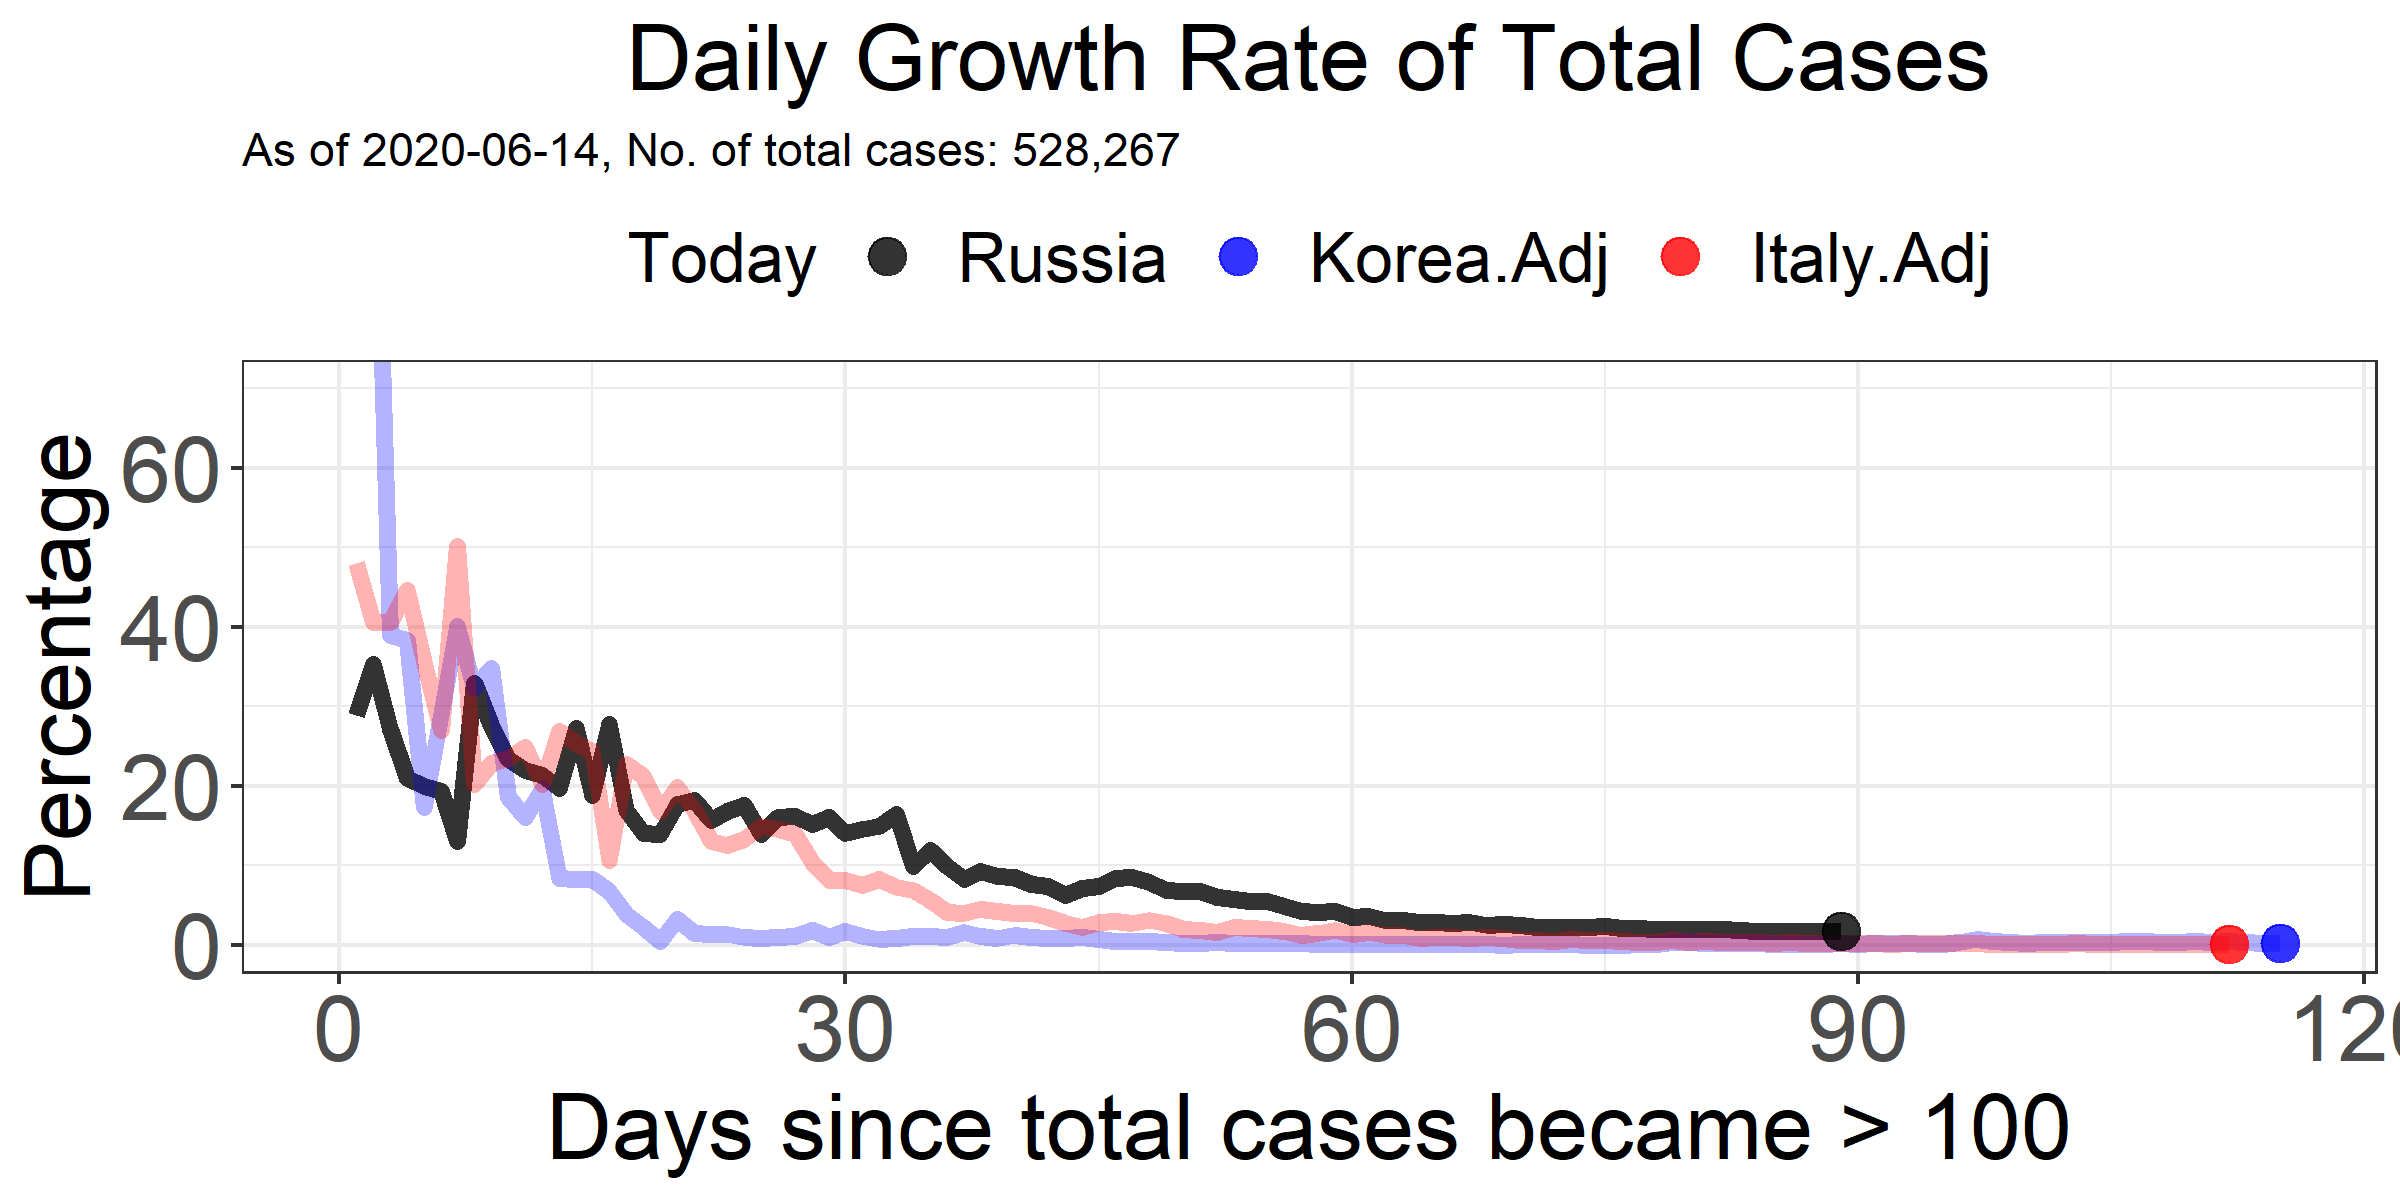 Daily Growth Rate of Total Cases
As of 2020-06-14, No. of total cases: 528,267
Today Russia Korea.Adj Italy.Adj
Percentage
60
40
20
0
0 30 60 90 120
Days since total cases became > 100